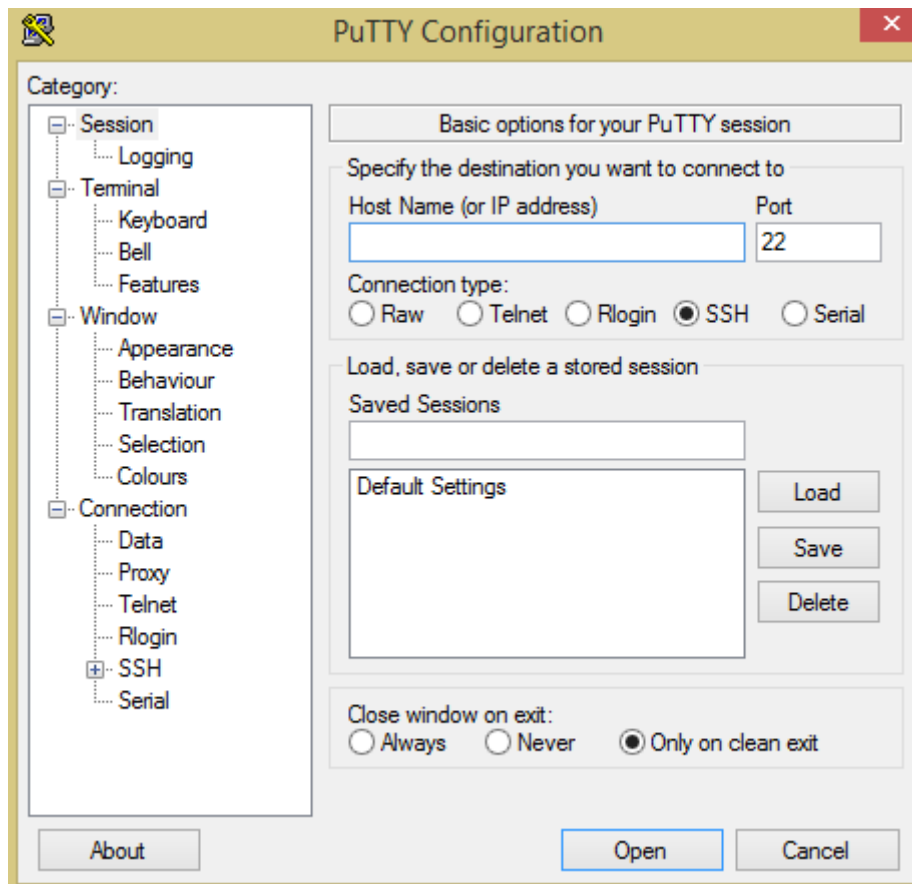 PuTTY Configuration
Category:
Session
Logging
Terminal
Keyboard
Bell
Features
Window
Appearance
Behaviour
Translation
Selection
Colours
Connection
Data
Proxy
Telnet
Rlogin
SSH
Serial
Basic options for your PuTTY session
Specify the destination you want to connect to
Host Name (or IP address) Port
22
Connection type:
Raw Telnet Rlogin SSH Serial
Load, save or delete a stored session
Saved Sessions
Default Settings
Load
Save
Delete
Close window on exit:
Always Never Only on clean exit
About Open Cancel